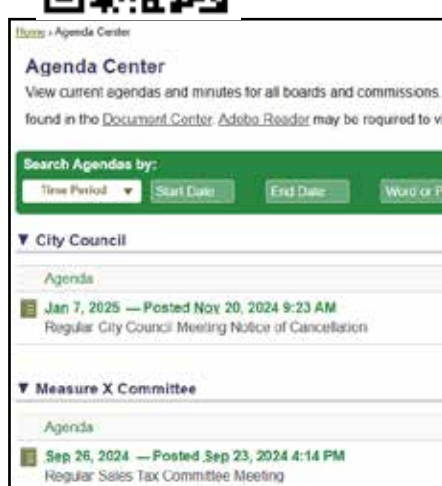 Home › Agenda Center
Agenda Center
View current agendas and minutes for all boards and commissions.
found in the Document Center. Adobe Reader may be required to
Search Agendas by:
Time Period ▼ Start Date End Date Word or
▼ City Council
Agenda
Jan 7, 2025 — Posted Nov 20, 2024 9:23 AM
Regular City Council Meeting Notice of Cancellation
▼ Measure X Committee
Agenda
Sep 26, 2024 — Posted Sep 23, 2024 4:14 PM
Regular Sales Tax Committee Meeting